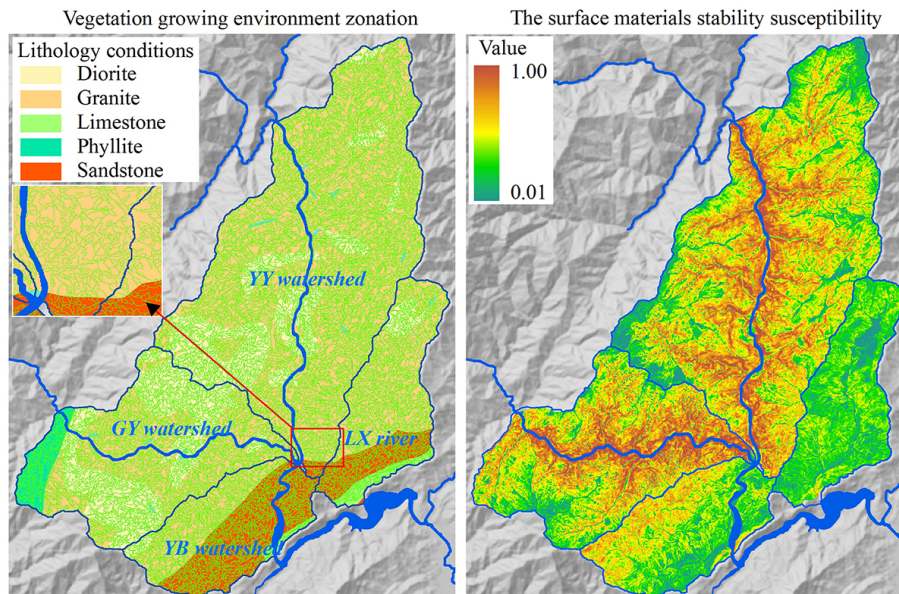 Vegetation growing environment zonation
The surface materials stability susceptibility
Lithology conditions
Diorite
Granite
Limestone
Phyllite
Sandstone
YY watershed
GY watershed
LX river
YB watershed
Value
1.00
0.01